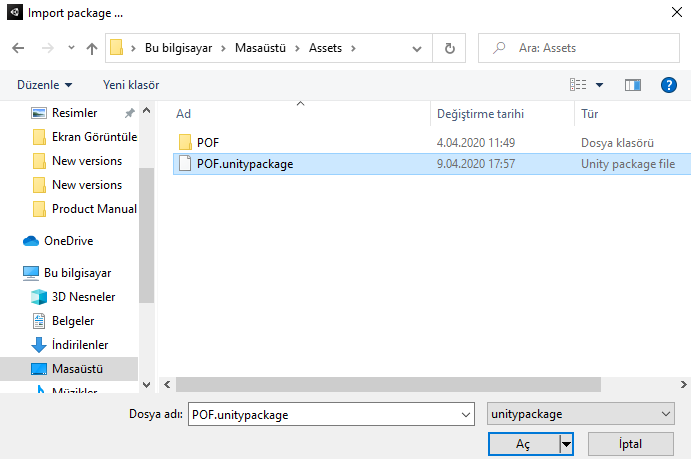 Import package ...
Bu bilgisayar Masaüstü Assets
Ara: Assets
Düzenle Yeni klasör
Ad Değiştirme tarihi Tür
POF 4.04.2020 11:49 Dosya klasörü
POF.unitypackage 9.04.2020 17:57 Unity package file
Resimler
Ekran Görüntüle
New versions
New versions
Product Manual
OneDrive
Bu bilgisayar
3D Nesneler
Belgeler
İndirilenler
Masaüstü
Müzikler
Dosya adı: POF.unitypackage unitypackage
Aç İptal